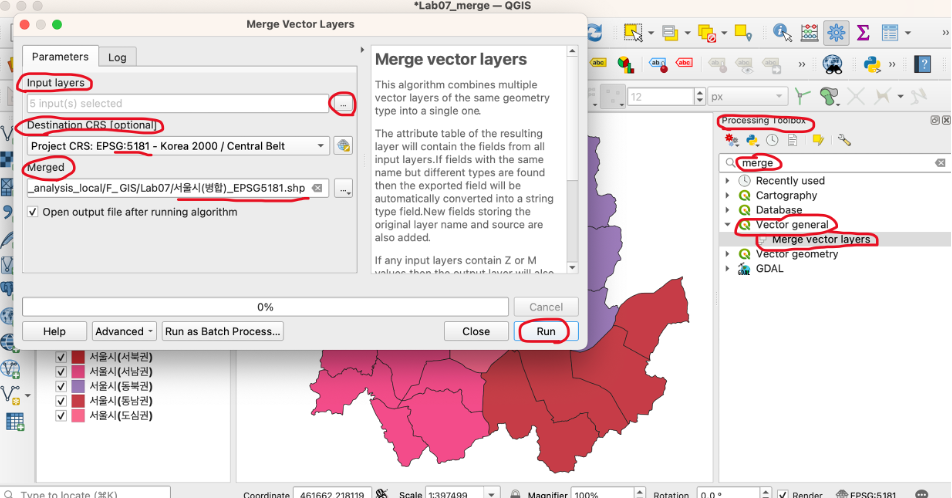 *Lab07_merge — QGIS
Merge Vector Layers
Parameters
Log
Input layers
5 input(s) selected
...
Destination CRS [optional]
Project CRS: EPSG:5181 - Korea 2000 / Central Belt
Merged
_analysis_local/F_ GIS/Lab07/서울시(병합)_EPSG5181.shp
...
Open output file after running algorithm
Merge vector layers
This algorithm combines multiple
vector layers of the same geometry
type into a single one.
The attribute table of the resulting
layer will contain the fields from all
input layers.If fields with the same
name but different types are found
then the exported field will be
automatically converted into a string
type field.New fields storing the
original layer name and source are
also added.
If any input layers contain Z or M
values then the output layer will also
0%
Cancel
Help
Advanced
Run as Batch Process...
Close
Run
서울시(서북권)
서울시(서남권)
서울시(동북권)
서울시(동남권)
서울시(도심권)
abc
abc
abc
12
px
Processing Toolbox
merge
Recently used
Cartography
Database
Vector general
Merge vector layers
Vector geometry
GDAL
Type to locate (⌘K)
Coordinate
461662,218119
Scale
1:397499
Magnifier
100%
Rotation
0.0 °
Render
EPSG:5181